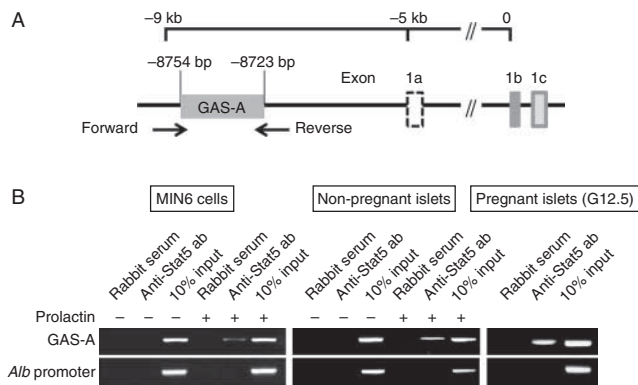 A
–9 kb –5 kb 0
–8754 bp –8723 bp Exon 1a 1b 1c
GAS-A
Forward Reverse
B
MIN6 cells Non-pregnant islets Pregnant islets (G12.5)
Rabbit serum Anti-Stat5 ab 10% input Rabbit serum Anti-Stat5 ab 10% input Rabbit serum Anti-Stat5 ab 10% input Rabbit serum Anti-Stat5 ab 10% input Rabbit serum Anti-Stat5 ab 10% input
Prolactin – – – + + + – – – + + +
GAS-A
Alb promoter